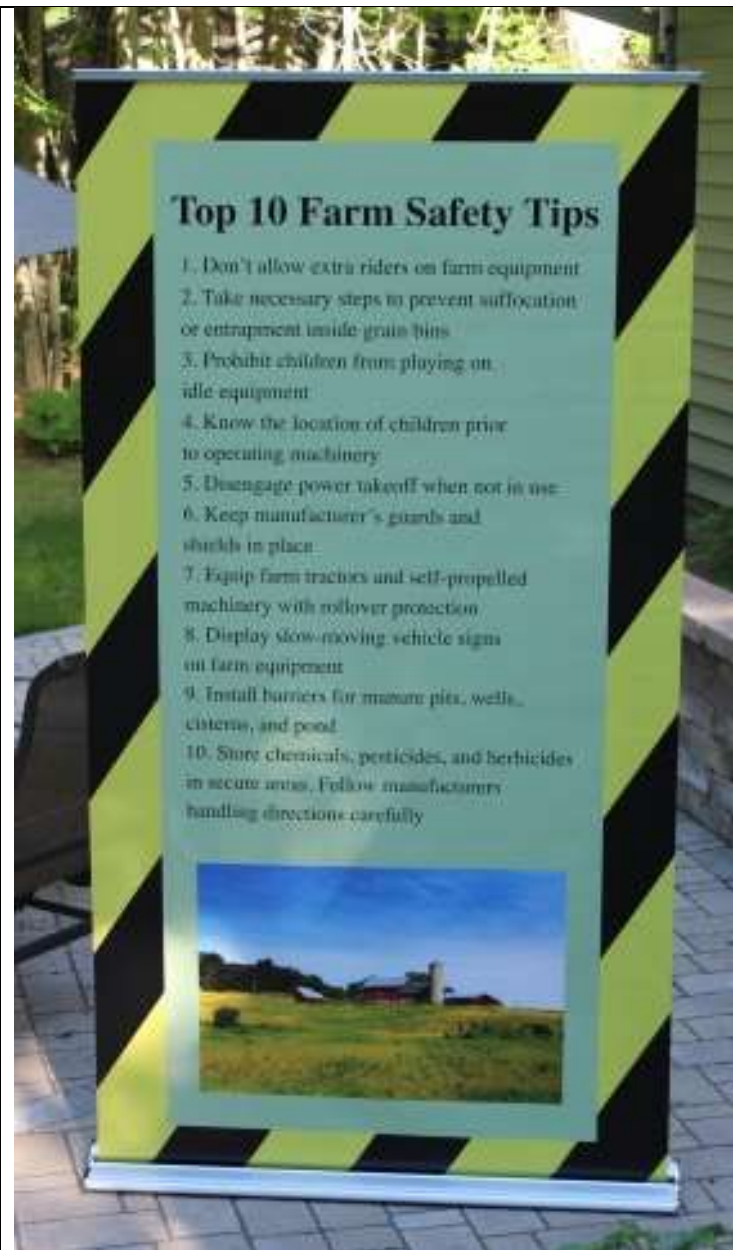 Top 10 Farm Safety Tips
1. Don't allow extra riders on farm equipment
2. Take necessary steps to prevent suffocation
or entrapment inside grain bins
3. Prohibit children from playing on
idle equipment
4. Know the location of children prior
to operating machinery
5. Disengage power takeoff when not in use
6. Keep manufacturer's guards and
shields in place
7. Equip farm tractors and self-propelled
machinery with rollover protection
8. Display slow-moving vehicle signs
on farm equipment
9. Install barriers for manure pits, wells,
cisterns, and pond
10. Store chemicals, pesticides, and herbicides
in secure areas. Follow manufacturers
handling directions carefully